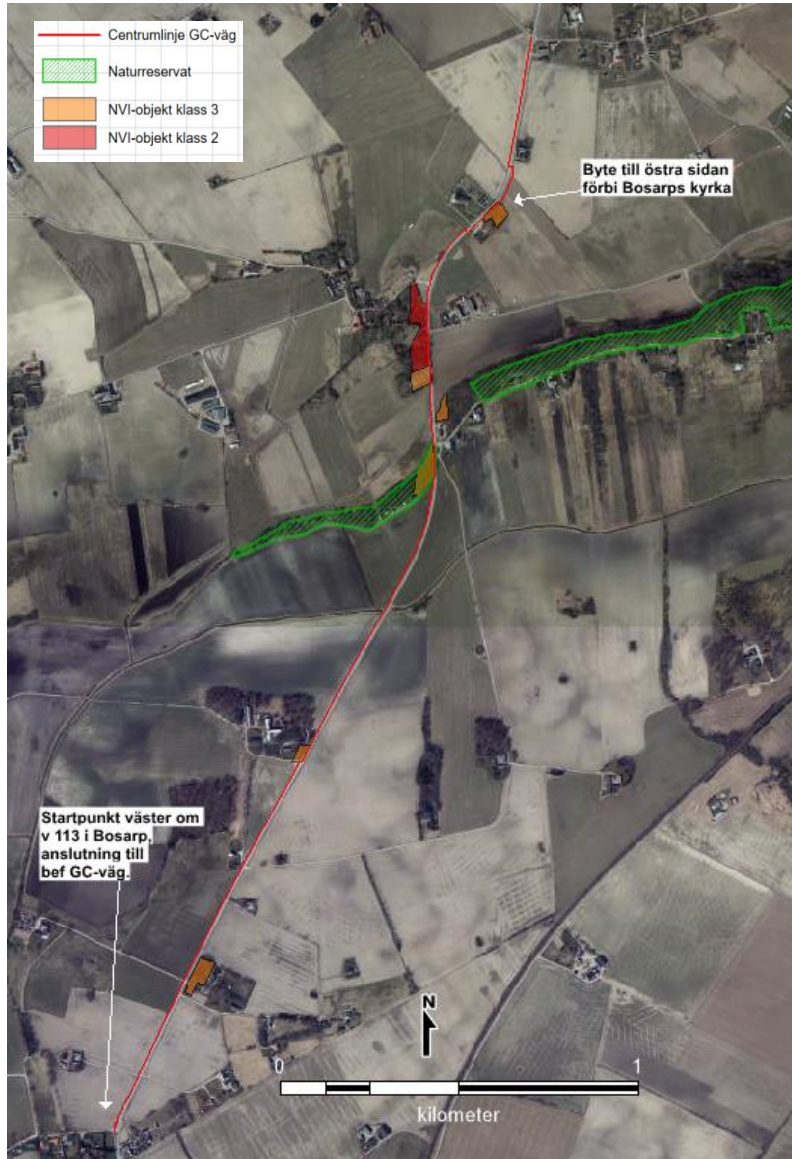 Centrumlinje GC-väg
Naturreservat
NVI-objekt klass 3
NVI-objekt klass 2
Byte till östra sidan
förbi Bosarps kyrka
Startpunkt väster om
v 113 i Bosarp,
anslutning till
bef GC-väg.
N
0 1
kilometer